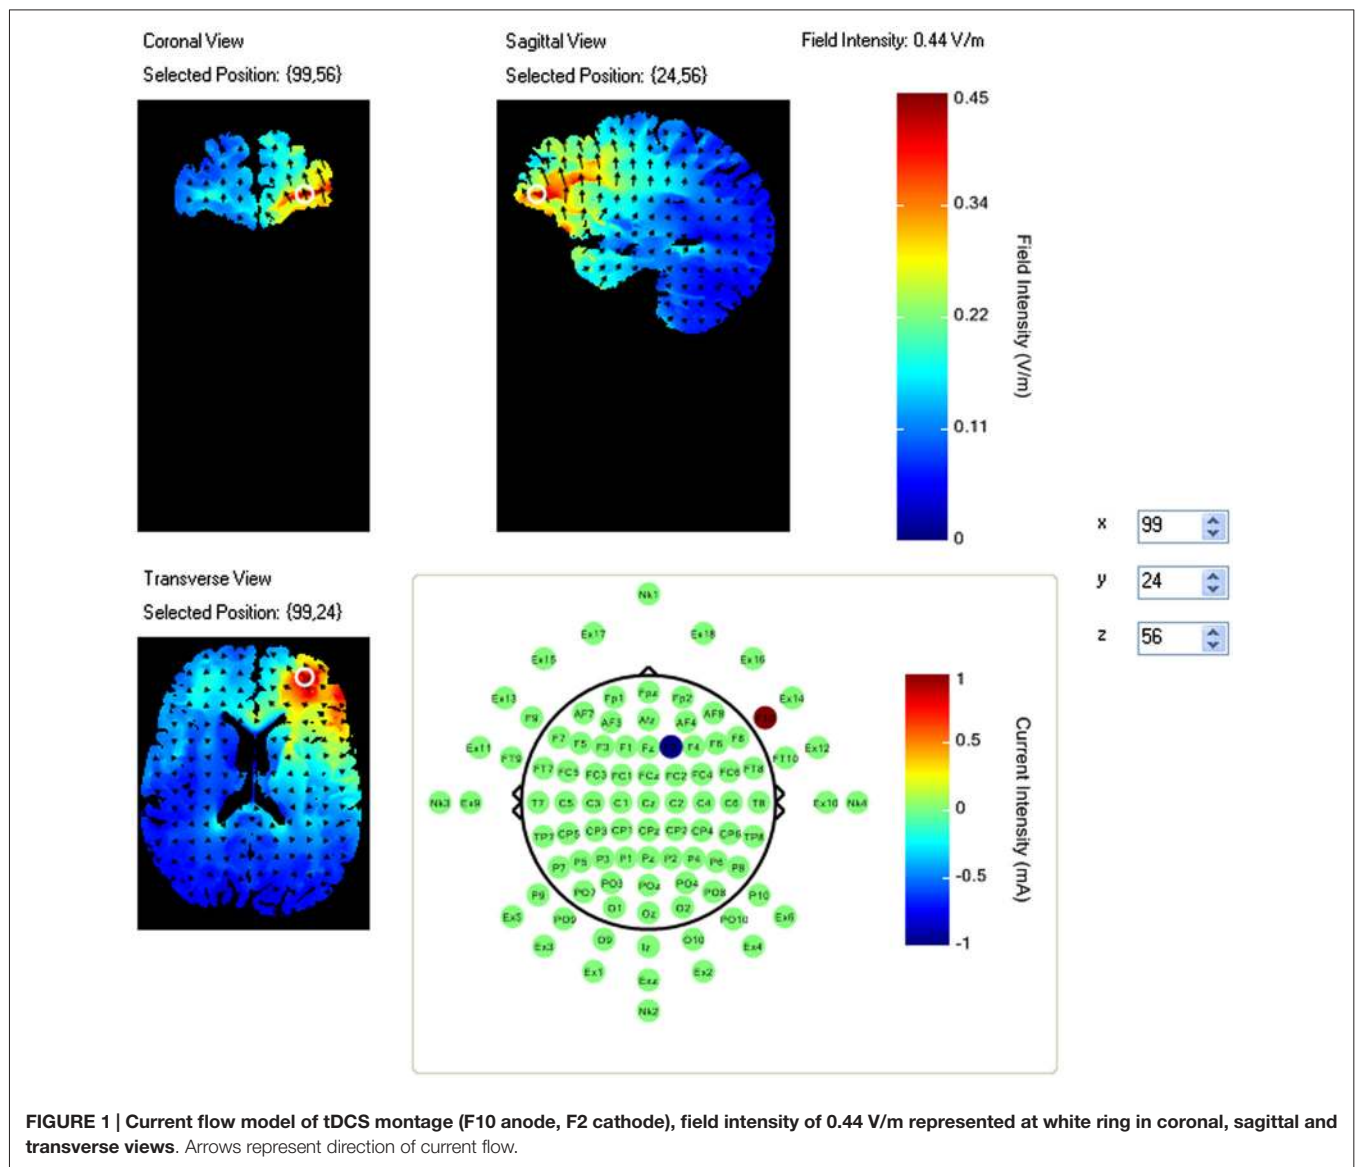 Coronal View
Selected Position: {99,56}
Sagittal View
Selected Position: {24,56}
Field Intensity: 0.44 V/m
0.45
0.34
0.22
0.11
0
Field Intensity (V/m)
x 99
y 24
z 56
Transverse View
Selected Position: {99,24}
Nk1
Ex17 Ex18
Ex15 Ex16
Ex13 Fp1 Fpz Fp2 Ex14
F9 AF7 AF3 Afz AF4 AF8
F7 F5 F3 F1 Fz F4 F6 F8
Ex11 FT9 FT10 Ex12
FT7 FC5 FC3 FC1 FCz FC2 FC4 FC6 FT8
Nk3 Ex9 T7 C5 C3 C1 Cz C2 C4 C6 T8 Ex10 Nk4
TP7 CP5 CP3 CP1 CPz CP2 CP4 CP6 TP8
P7 P5 P3 P1 Pz P2 P4 P6 P8
P9 PO7 PO3 POz PO4 PO8 P10
Ex5 PO9 O1 Oz O2 PO10 Ex6
Ex3 O9 Iz O10 Ex4
Ex1 Exz Ex2
Nk2
1
0.5
0
-0.5
-1
Current Intensity (mA)
FIGURE 1 | Current flow model of tDCS montage (F10 anode, F2 cathode), field intensity of 0.44 V/m represented at white ring in coronal, sagittal and
transverse views. Arrows represent direction of current flow.